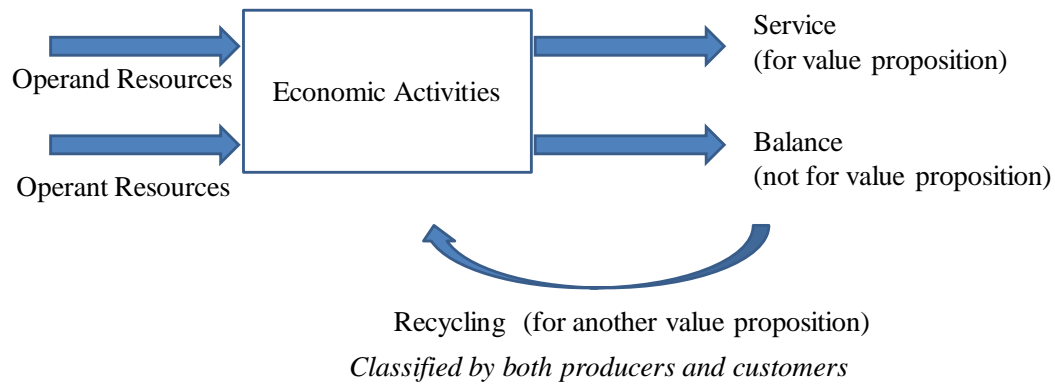 Operand Resources
Operant Resources
Economic Activities
Service
(for value proposition)
Balance
(not for value proposition)
Recycling (for another value proposition)
Classified by both producers and customers